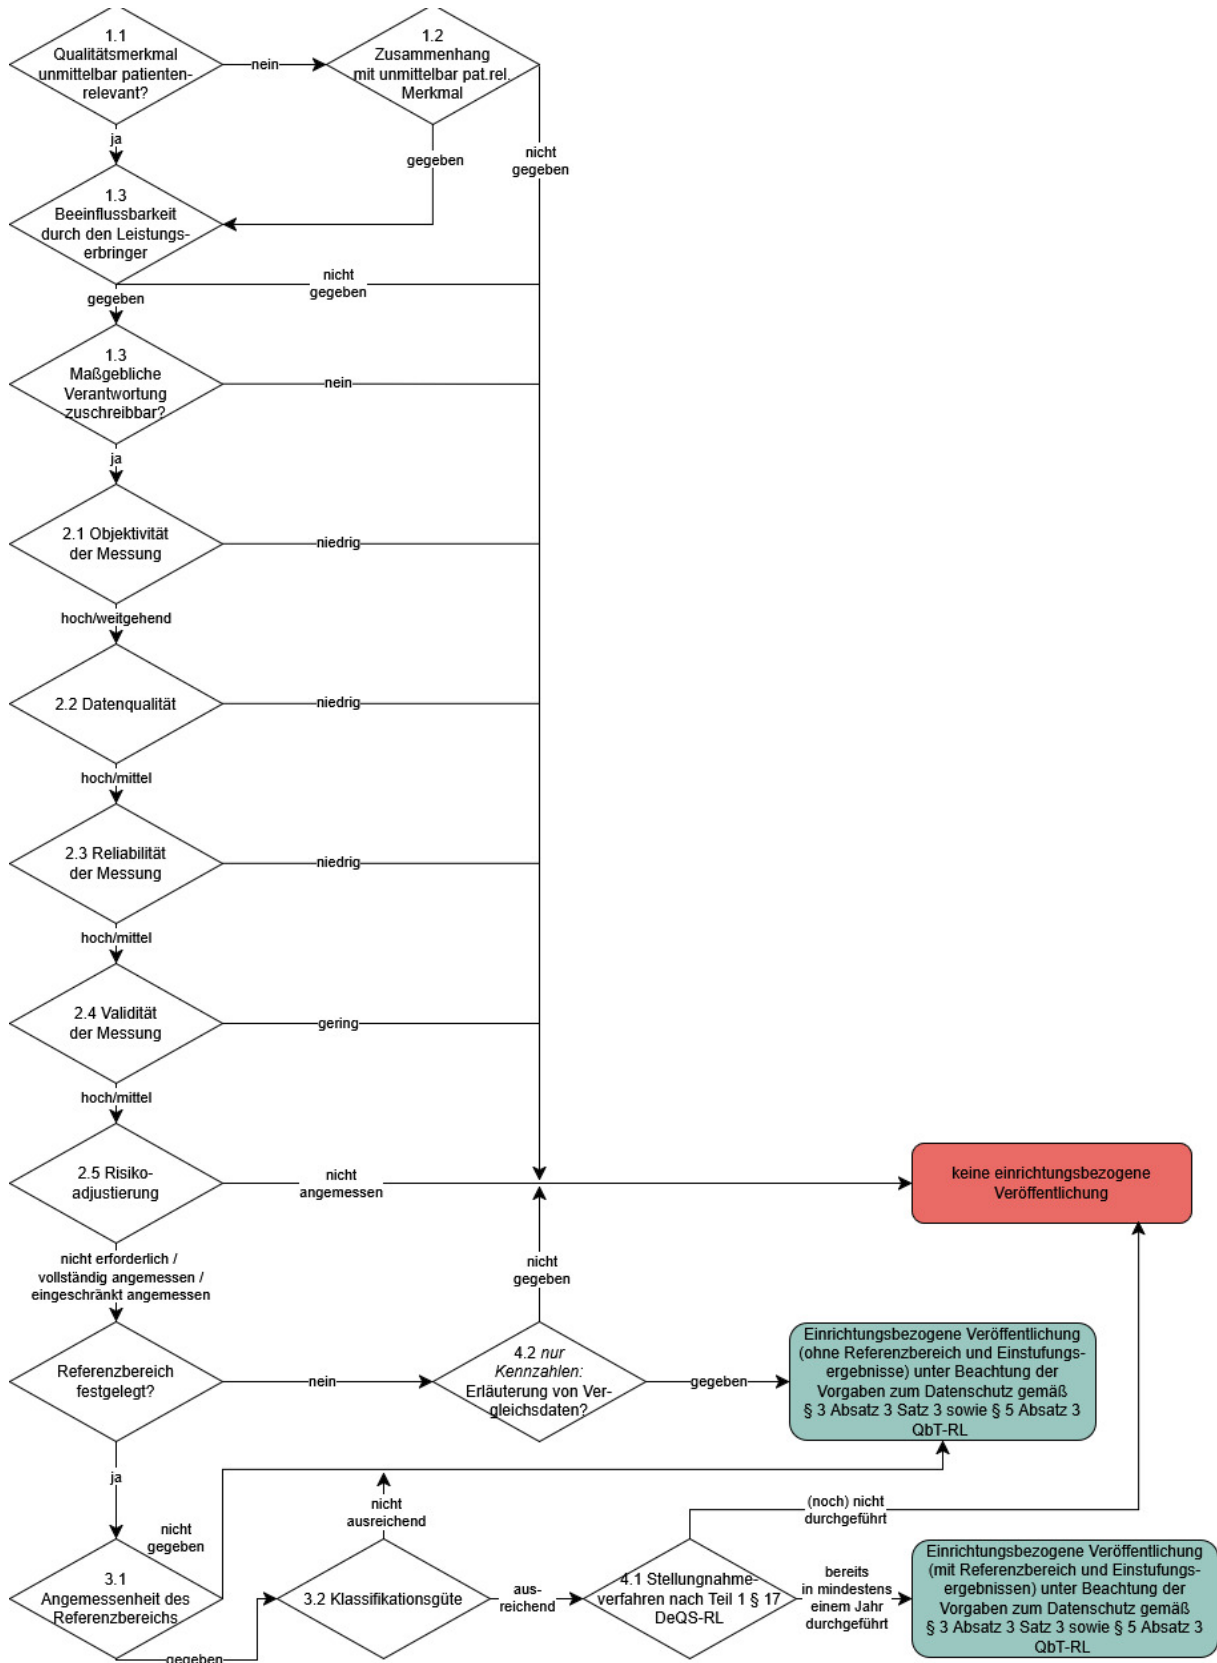 1.1
Qualitätsmerkmal
unmittelbar patienten-
relevant?
nein
1.2
Zusammenhang
mit unmittelbar pat.rel.
Merkmal
ja
gegeben
nicht
gegeben
1.3
Beeinflussbarkeit
durch den Leistungs-
erbringer
nicht
gegeben
gegeben
1.3
Maßgebliche
Verantwortung
zuschreibbar?
nein
ja
2.1 Objektivität
der Messung
niedrig
hoch/weitgehend
2.2 Datenqualität
niedrig
hoch/mittel
2.3 Reliabilität
der Messung
niedrig
hoch/mittel
2.4 Validität
der Messung
gering
hoch/mittel
2.5 Risiko-
adjustierung
nicht
angemessen
keine einrichtungsbezogene
Veröffentlichung
nicht erforderlich /
vollständig angemessen /
eingeschränkt angemessen
nicht
gegeben
Referenzbereich
festgelegt?
nein
4.2 nur
Kennzahlen:
Erläuterung von Ver-
gleichsdaten?
gegeben
Einrichtungsbezogene Veröffentlichung
(ohne Referenzbereich und Einstufungs-
ergebnisse) unter Beachtung der
Vorgaben zum Datenschutz gemäß
§ 3 Absatz 3 Satz 3 sowie § 5 Absatz 3
QbT-RL
ja
nicht
gegeben
nicht
ausreichend
(noch) nicht
durchgeführt
3.1
Angemessenheit des
Referenzbereichs
gegeben
3.2 Klassifikationsgüte
aus-
reichend
4.1 Stellungnahme-
verfahren nach Teil 1 § 17
DeQS-RL
bereits
in mindestens
einem Jahr
durchgeführt
Einrichtungsbezogene Veröffentlichung
(mit Referenzbereich und Einstufungs-
ergebnissen) unter Beachtung der
Vorgaben zum Datenschutz gemäß
§ 3 Absatz 3 Satz 3 sowie § 5 Absatz 3
QbT-RL